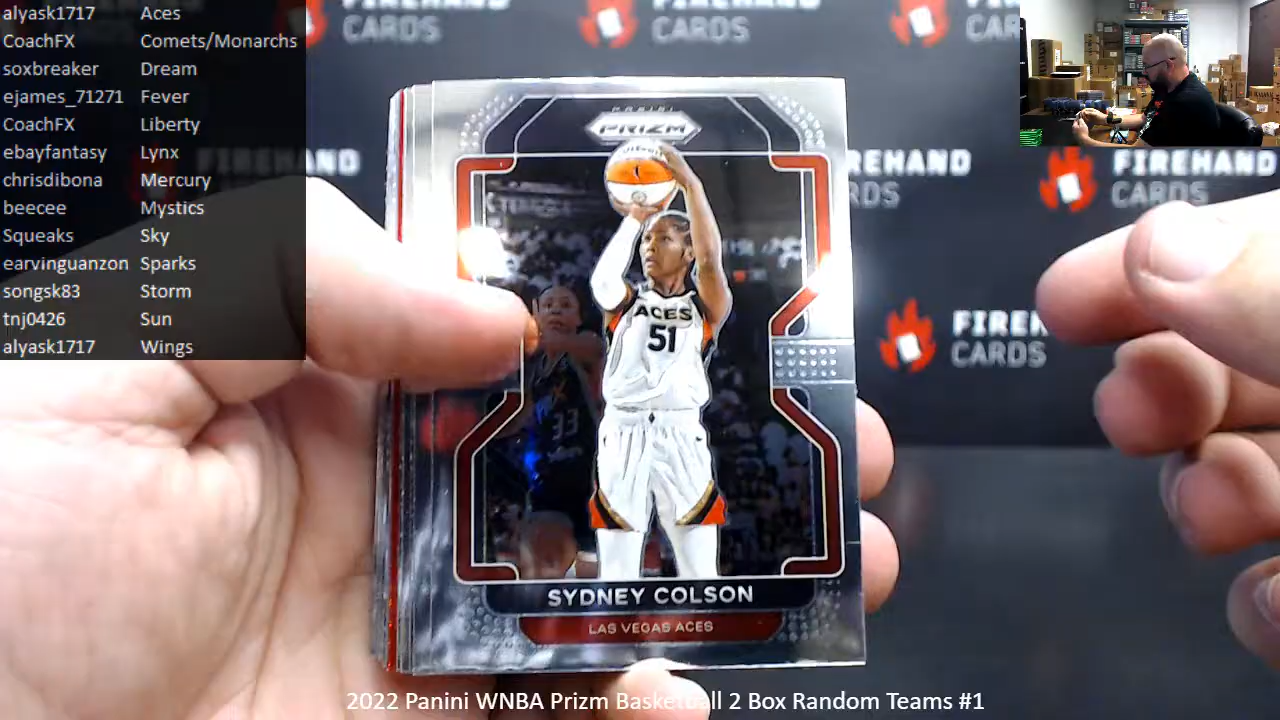 alyask1717 Aces
CoachFX Comets/Monarchs
soxbreaker Dream
ejames_71271 Fever
CoachFX Liberty
ebayfantasy Lynx
chrisdibona Mercury
beecee Mystics
Squeaks Sky
earvinguanzon Sparks
songsk83 Storm
tnj0426 Sun
alyask1717 Wings
FIREHAND
CARDS
FIREHAND
CARDS
FIREHAND
CARDS
PANINI
PRIZM
ACES
51
33
SYDNEY COLSON
LAS VEGAS ACES
2022 Panini WNBA Prizm Basketball 2 Box Random Teams #1